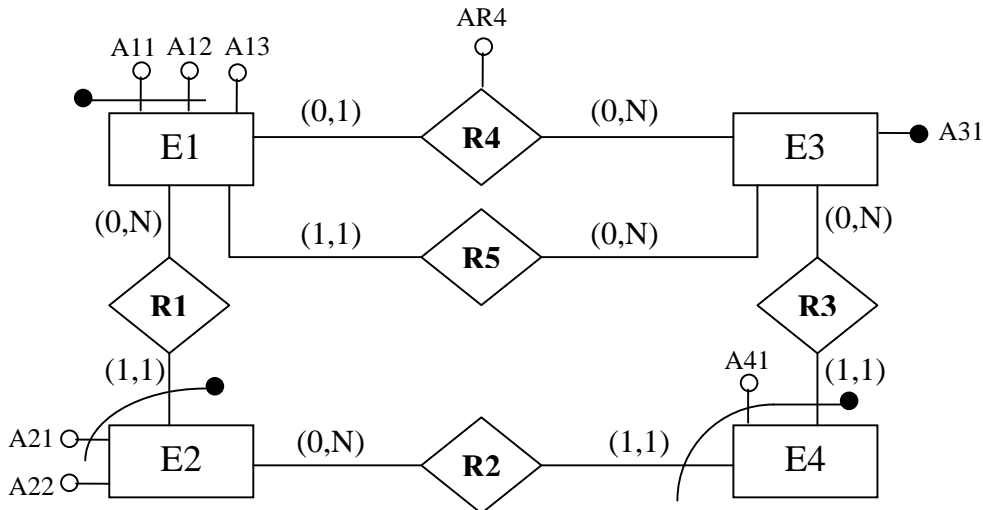 AR4
A11 A12 A13
(0,1) (0,N)
E1 R4 E3 A31
(0,N) (1,1) (0,N) (0,N)
R5
R1 R3
(1,1) A41 (1,1)
A21 (0,N) (1,1)
E2 R2 E4
A22